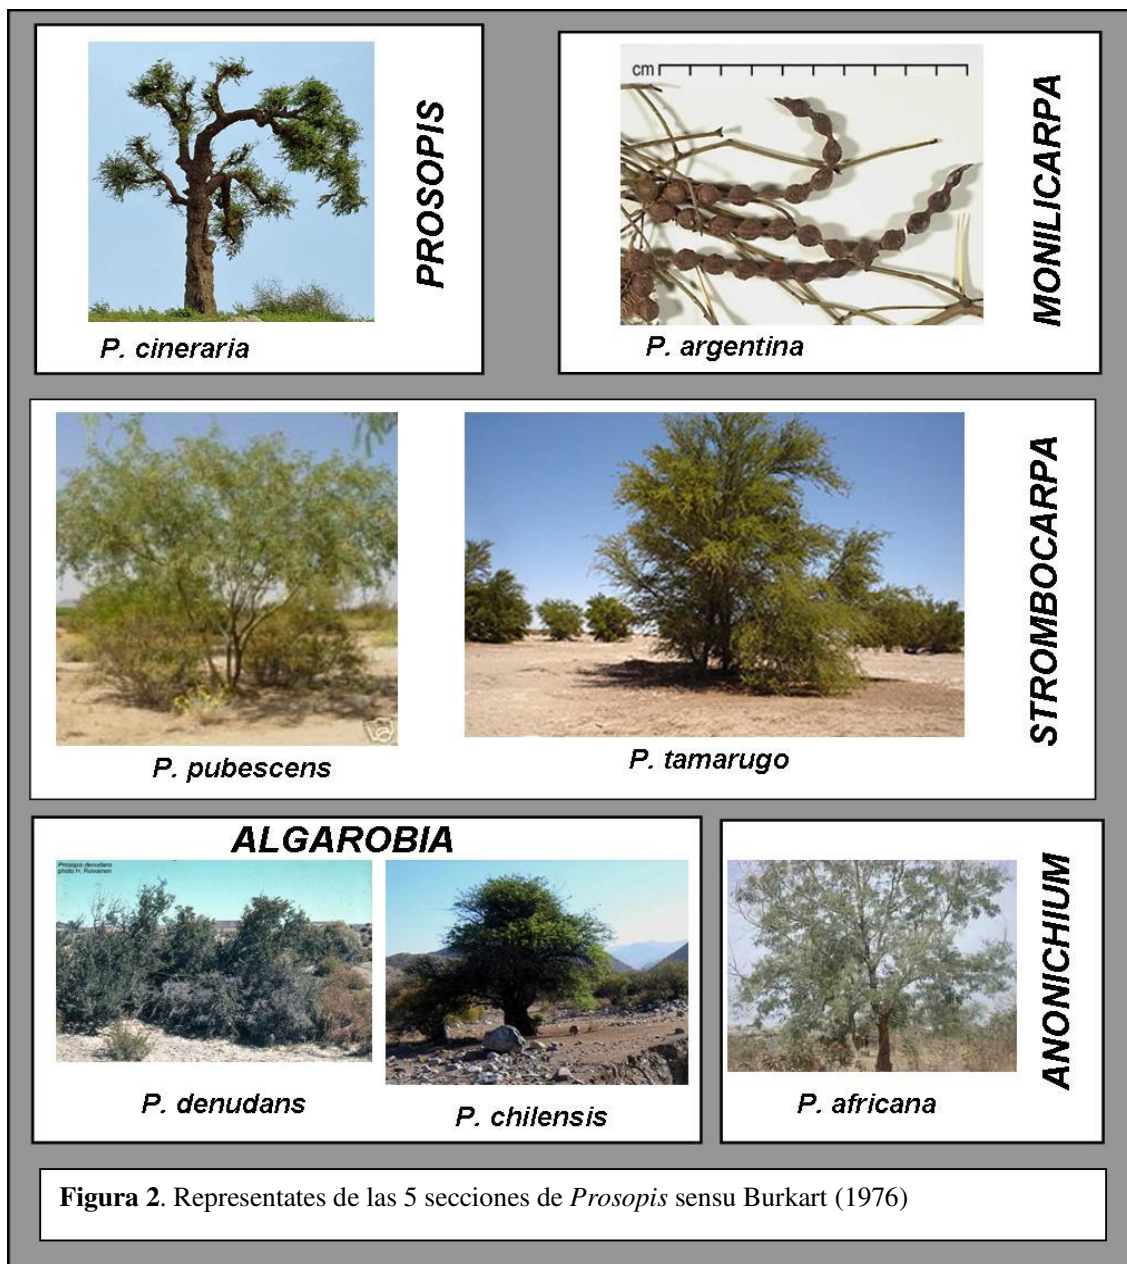 PROSOPIS
P. cineraria
cm
MONILICARPA
P. argentina
STROMBOCARPA
P. pubescens
P. tamarugo
ALGAROBIA
Prosopis denudans
photo H. Roivainen
P. denudans
P. chilensis
ANONICHIUM
P. africana
Figura 2. Representates de las 5 secciones de Prosopis sensu Burkart (1976)